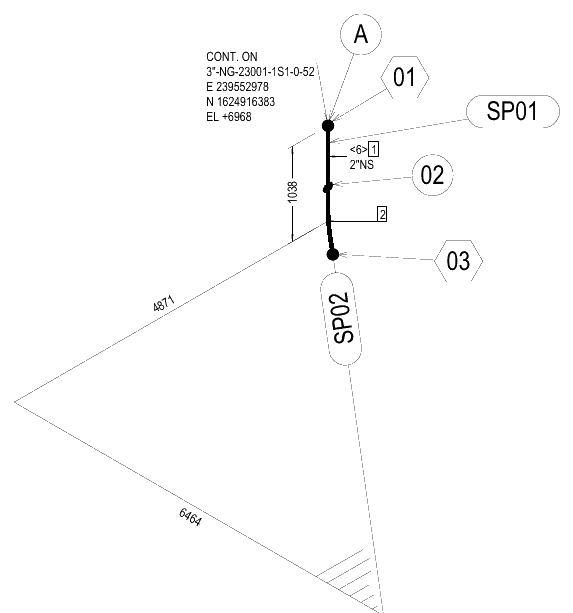 A
CONT. ON
3"-NG-23001-1S1-0-52
E 239552978
N 1624916383
EL +6968
01
SP01
<6> 1
2"NS
02
1038
2
03
SP02
4871
6464